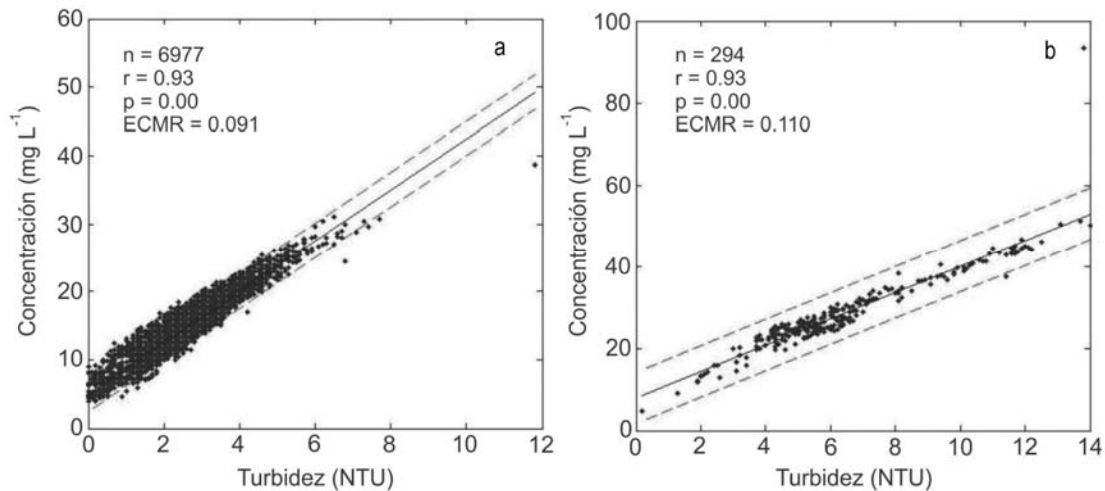 a
n = 6977
r = 0.93
p = 0.00
ECMR = 0.091
Concentración (mg L⁻¹)
60
50
40
30
20
10
0
0 2 4 6 8 10 12
Turbidez (NTU)
b
n = 294
r = 0.93
p = 0.00
ECMR = 0.110
Concentración (mg L⁻¹)
100
80
60
40
20
0
0 2 4 6 8 10 12 14
Turbidez (NTU)